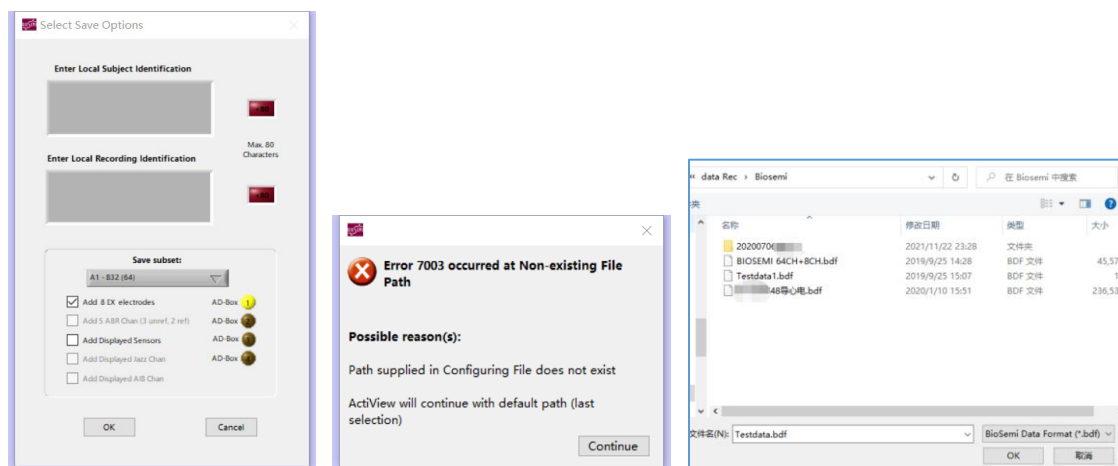 Select Save Options
Enter Local Subject Identification
Max. 80
Characters
Enter Local Recording Identification
Save subset:
A1 - B32 (64)
Add 8 EX electrodes
AD-Box 1
Add 5 ABR Chan (3 unref, 2 ref)
AD-Box
Add Displayed Sensors
AD-Box
Add Displayed Jazz Chan
AD-Box
Add Displayed AIB Chan
OK
Cancel
Error 7003 occurred at Non-existing File
Path
Possible reason(s):
Path supplied in Configuring File does not exist
ActiView will continue with default path (last
selection)
Continue
« data Rec › Biosemi
在 Biosemi 中搜索
名称
修改日期
类型
大小
20200706
2021/11/22 23:28
文件夹
BIOSEMI 64CH+8CH.bdf
2019/9/25 14:28
BDF 文件
45,57
Testdata1.bdf
2019/9/25 15:07
BDF 文件
1
48导心电.bdf
2020/1/10 15:51
BDF 文件
236,53
文件名(N):
Testdata.bdf
BioSemi Data Format (*.bdf)
OK
取消